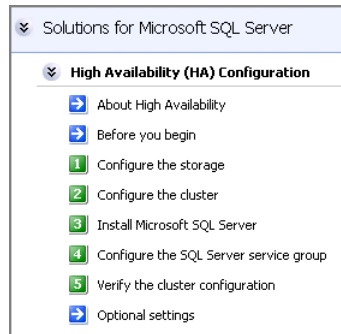 Solutions for Microsoft SQL Server
High Availability (HA) Configuration
About High Availability
Before you begin
1 Configure the storage
2 Configure the cluster
3 Install Microsoft SQL Server
4 Configure the SQL Server service group
5 Verify the cluster configuration
Optional settings